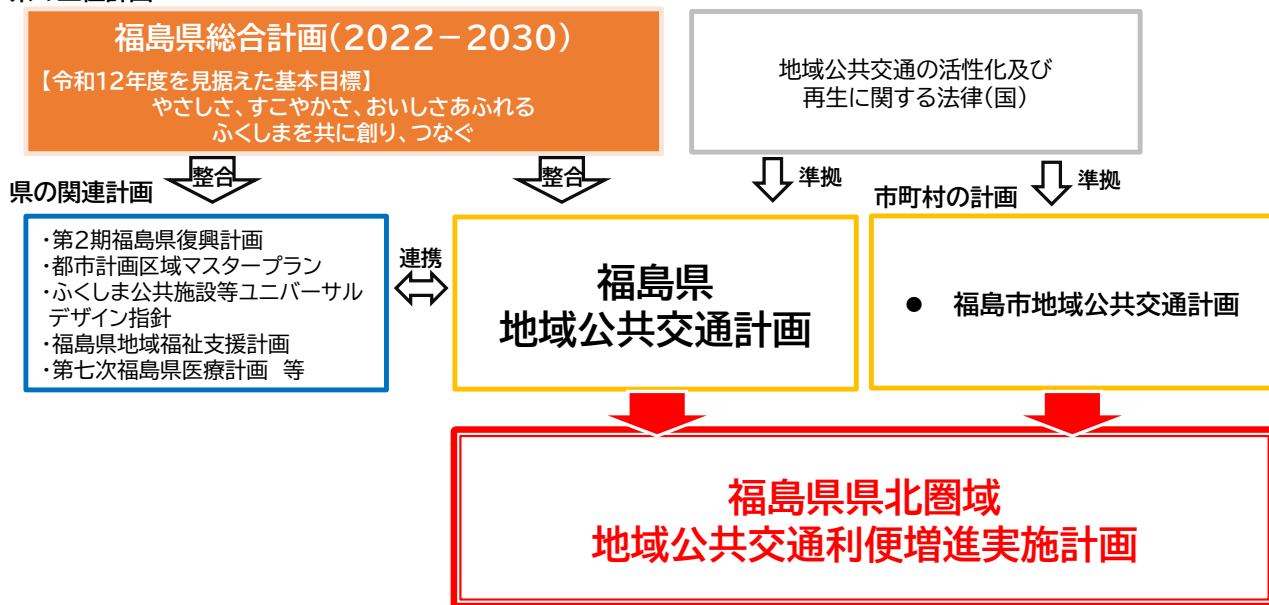 福島県総合計画(2022－2030)
【令和12年度を見据えた基本目標】
やさしさ、すこやかさ、おいしさあふれる
ふくしまを共に創り、つなぐ
地域公共交通の活性化及び
再生に関する法律(国)
整合
整合
準拠
準拠
県の関連計画
市町村の計画
・第2期福島県復興計画
・都市計画区域マスタープラン
・ふくしま公共施設等ユニバーサル
デザイン指針
・福島県地域福祉支援計画
・第七次福島県医療計画 等
連携
福島県
地域公共交通計画
● 福島市地域公共交通計画
福島県県北圏域
地域公共交通利便増進実施計画